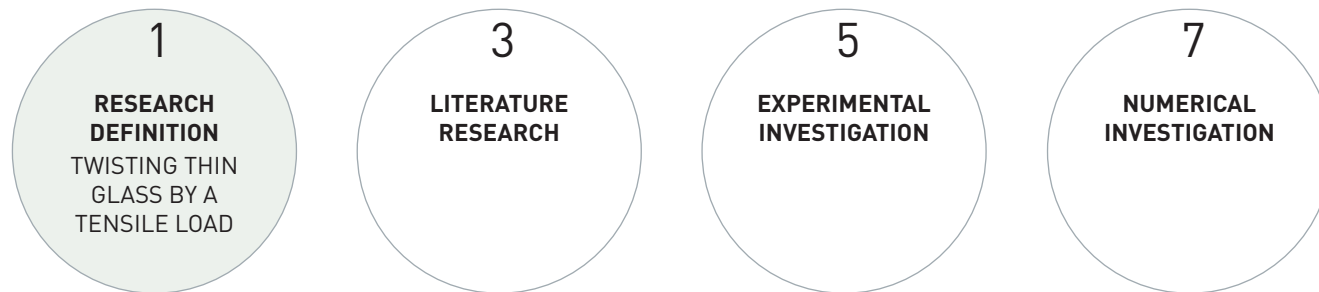 1
RESEARCH
DEFINITION
TWISTING THIN
GLASS BY A
TENSILE LOAD
3
LITERATURE
RESEARCH
5
EXPERIMENTAL
INVESTIGATION
7
NUMERICAL
INVESTIGATION